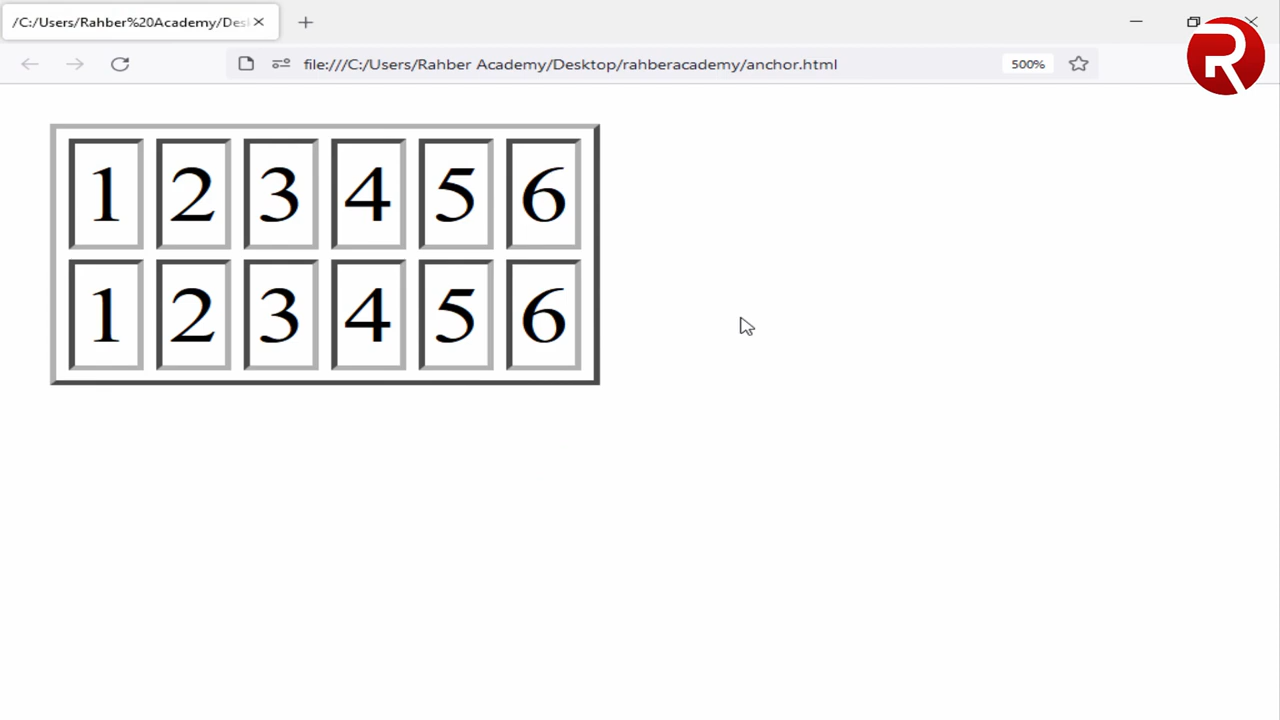 /C:/Users/Rahber%20Academy/Des
file:///C:/Users/Rahber Academy/Desktop/rahberacademy/anchor.html
500%
R
1 2 3 4 5 6
1 2 3 4 5 6